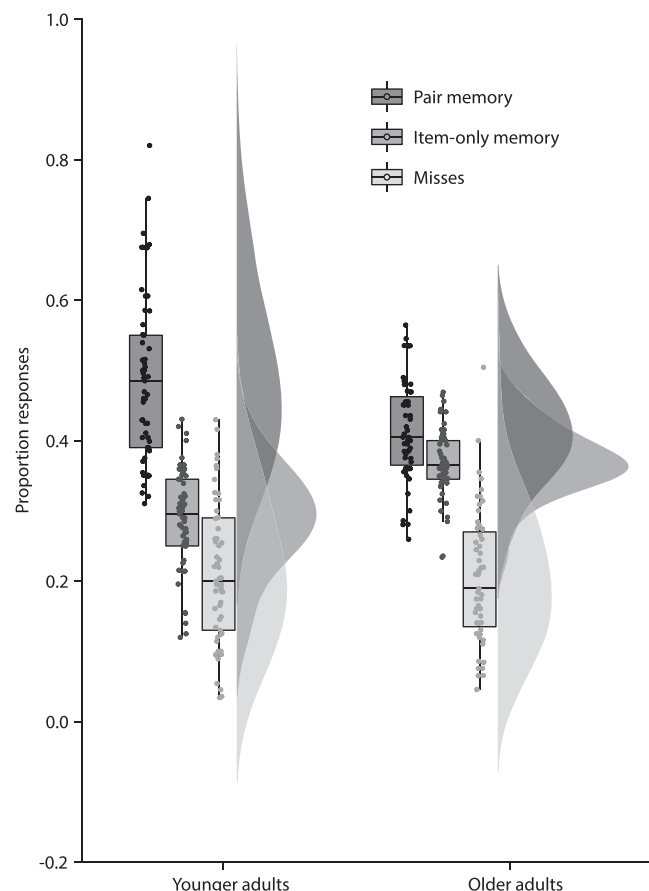 1.0
Pair memory
Item-only memory
Misses
0.8
0.6
0.4
0.2
0.0
-0.2
Proportion responses
Younger adults
Older adults